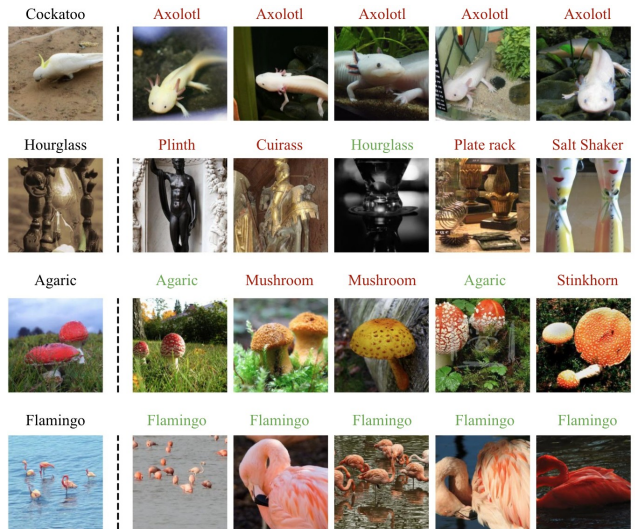 Cockatoo Axolotl Axolotl Axolotl Axolotl Axolotl
Hourglass Plinth Cuirass Hourglass Plate rack Salt Shaker
Agaric Agaric Mushroom Mushroom Agaric Stinkhorn
Flamingo Flamingo Flamingo Flamingo Flamingo Flamingo